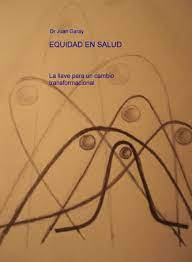 Dr Juan Garay
EQUIDAD EN SALUD
La llave para un cambio
transformacional